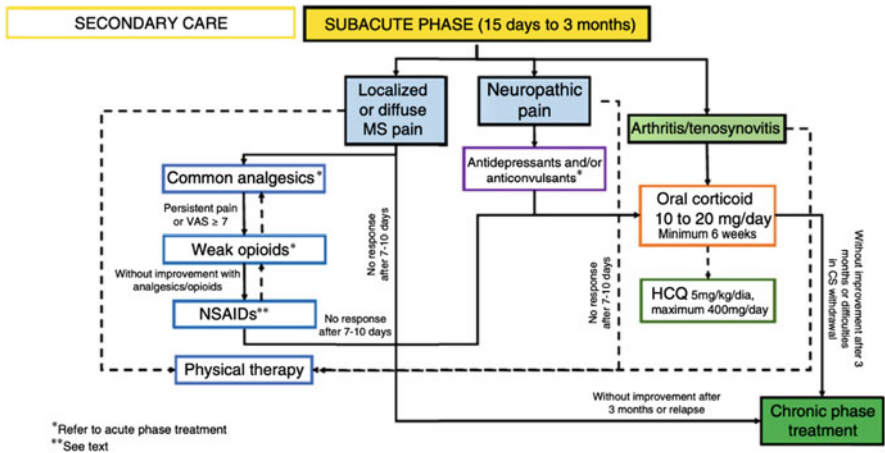 SECONDARY CARE
SUBACUTE PHASE (15 days to 3 months)
Localized
or diffuse
MS pain
Neuropathic
pain
Arthritis/tenosynovitis
Common analgesics*
Antidepressants and/or
anticonvulsants*
Persistent pain
or VAS ≥ 7
Oral corticoid
10 to 20 mg/day
Minimum 6 weeks
Weak opioids*
No response
after 7-10 days
Without improvement with
analgesics/opioids
NSAIDs**
No response
after 7-10 days
No response
after 7-10 days
HCQ 5mg/kg/dia,
maximum 400mg/day
Without improvement after 3
months or difficulties
in CS withdrawal
Physical therapy
Without improvement after
3 months or relapse
Chronic phase
treatment
*Refer to acute phase treatment
**See text